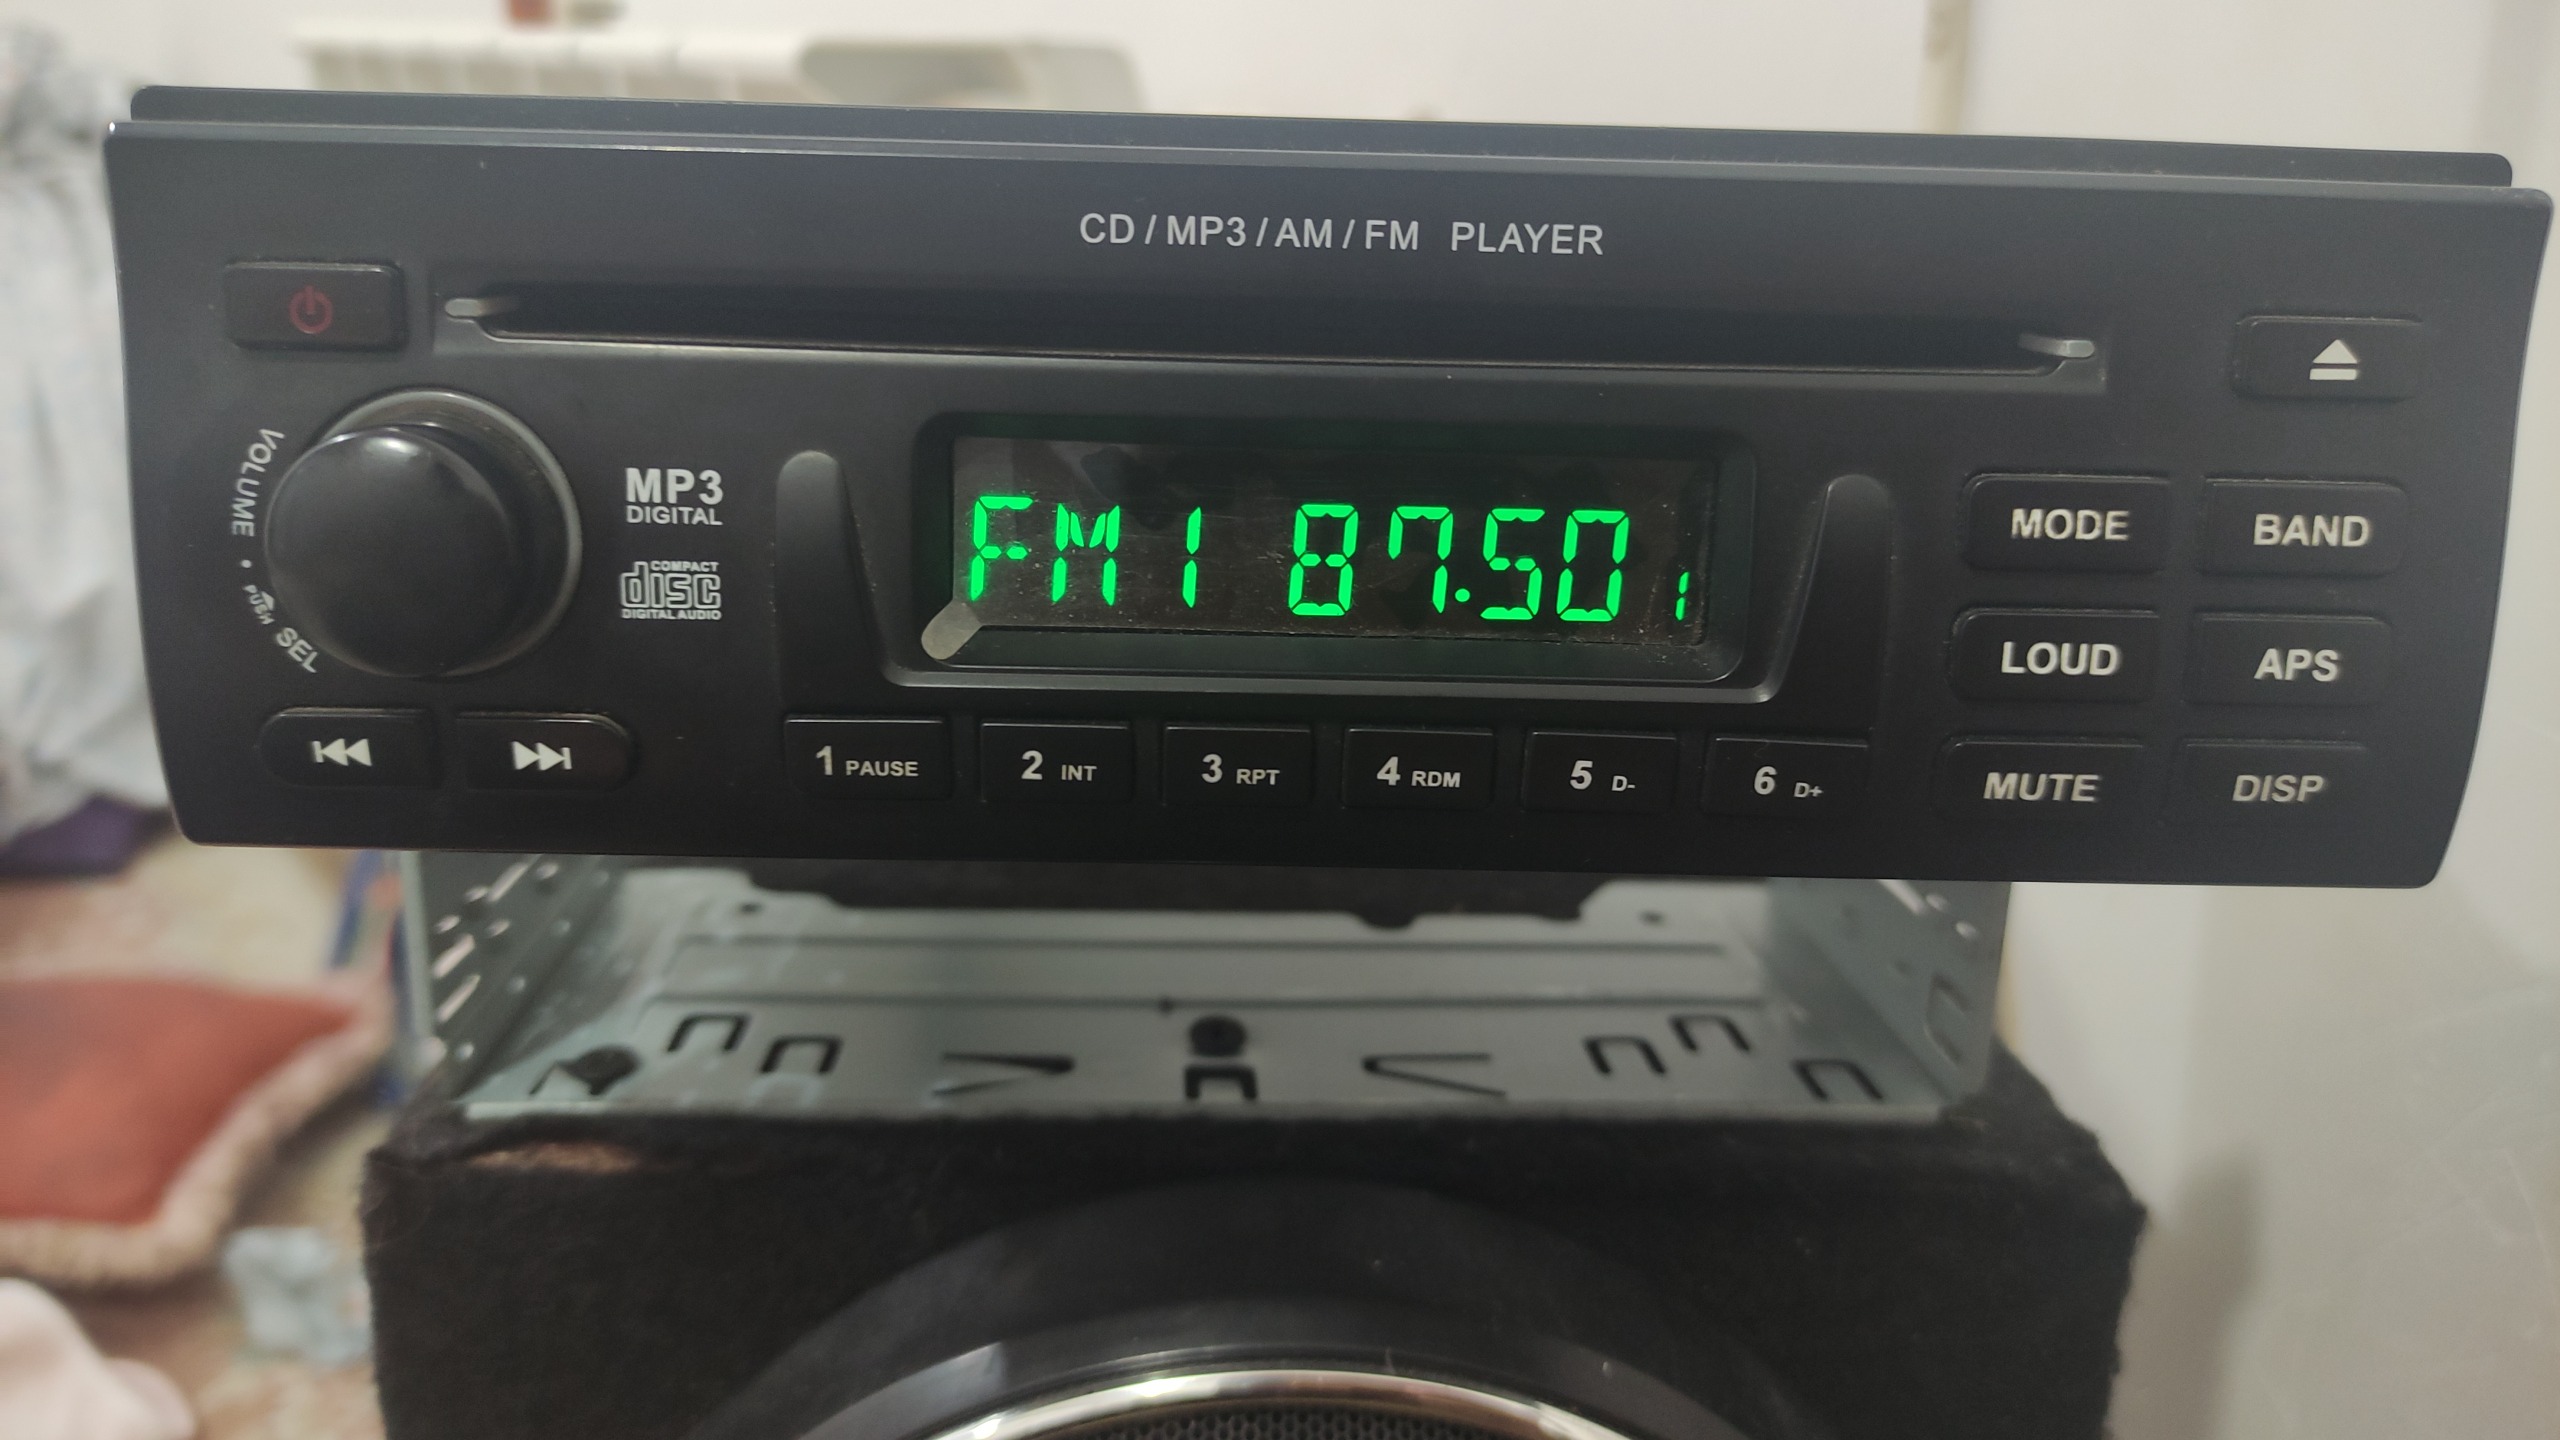 CD / MP3 / AM / FM PLAYER
VOLUME • PUSH SEL
MP3
DIGITAL
COMPACT
disc
DIGITAL AUDIO
FM1 87.50 1
MODE
BAND
LOUD
APS
MUTE
DISP
1 PAUSE
2 INT
3 RPT
4 RDM
5 D-
6 D+